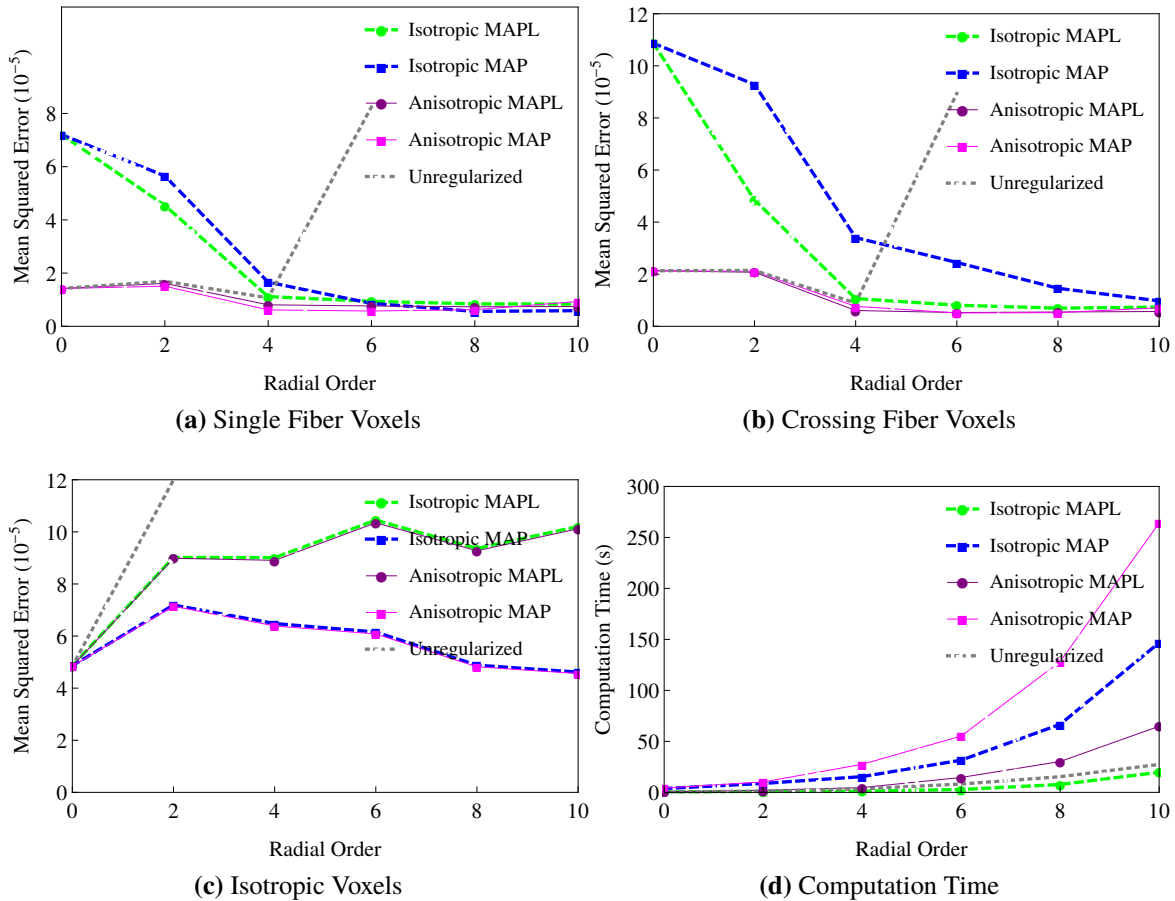 Mean Squared Error (10⁻⁵)
8
6
4
2
0
0 2 4 6 8 10
Radial Order
Isotropic MAPL
Isotropic MAP
Anisotropic MAPL
Anisotropic MAP
Unregularized
(a) Single Fiber Voxels
Mean Squared Error (10⁻⁵)
12
10
8
6
4
2
0
0 2 4 6 8 10
Radial Order
Isotropic MAPL
Isotropic MAP
Anisotropic MAPL
Anisotropic MAP
Unregularized
(b) Crossing Fiber Voxels
Mean Squared Error (10⁻⁵)
12
10
8
6
4
2
0
0 2 4 6 8 10
Radial Order
Isotropic MAPL
Isotropic MAP
Anisotropic MAPL
Anisotropic MAP
Unregularized
(c) Isotropic Voxels
Computation Time (s)
300
250
200
150
100
50
0
0 2 4 6 8 10
Radial Order
Isotropic MAPL
Isotropic MAP
Anisotropic MAPL
Anisotropic MAP
Unregularized
(d) Computation Time